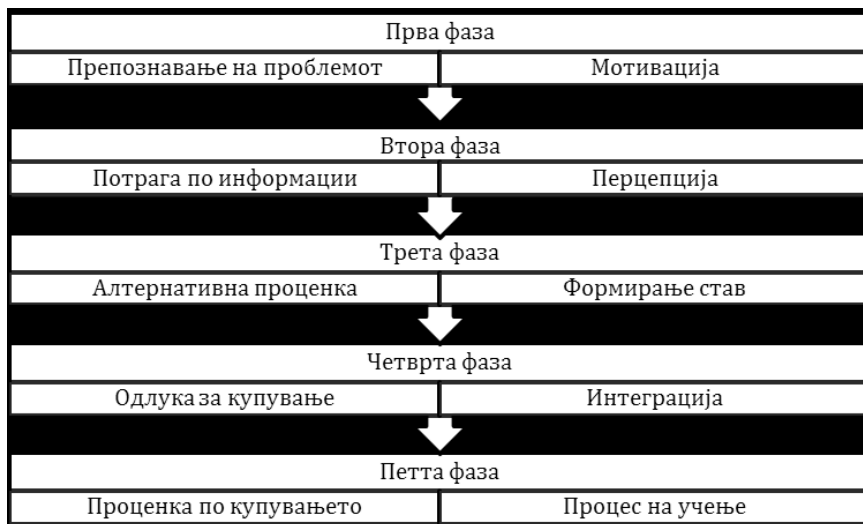 Прва фаза
Препознавање на проблемот Мотивација
Втора фаза
Потрага по информации Перцепција
Трета фаза
Алтернативна проценка Формирање став
Четврта фаза
Одлука за купување Интеграција
Петта фаза
Проценка по купувањето Процес на учење